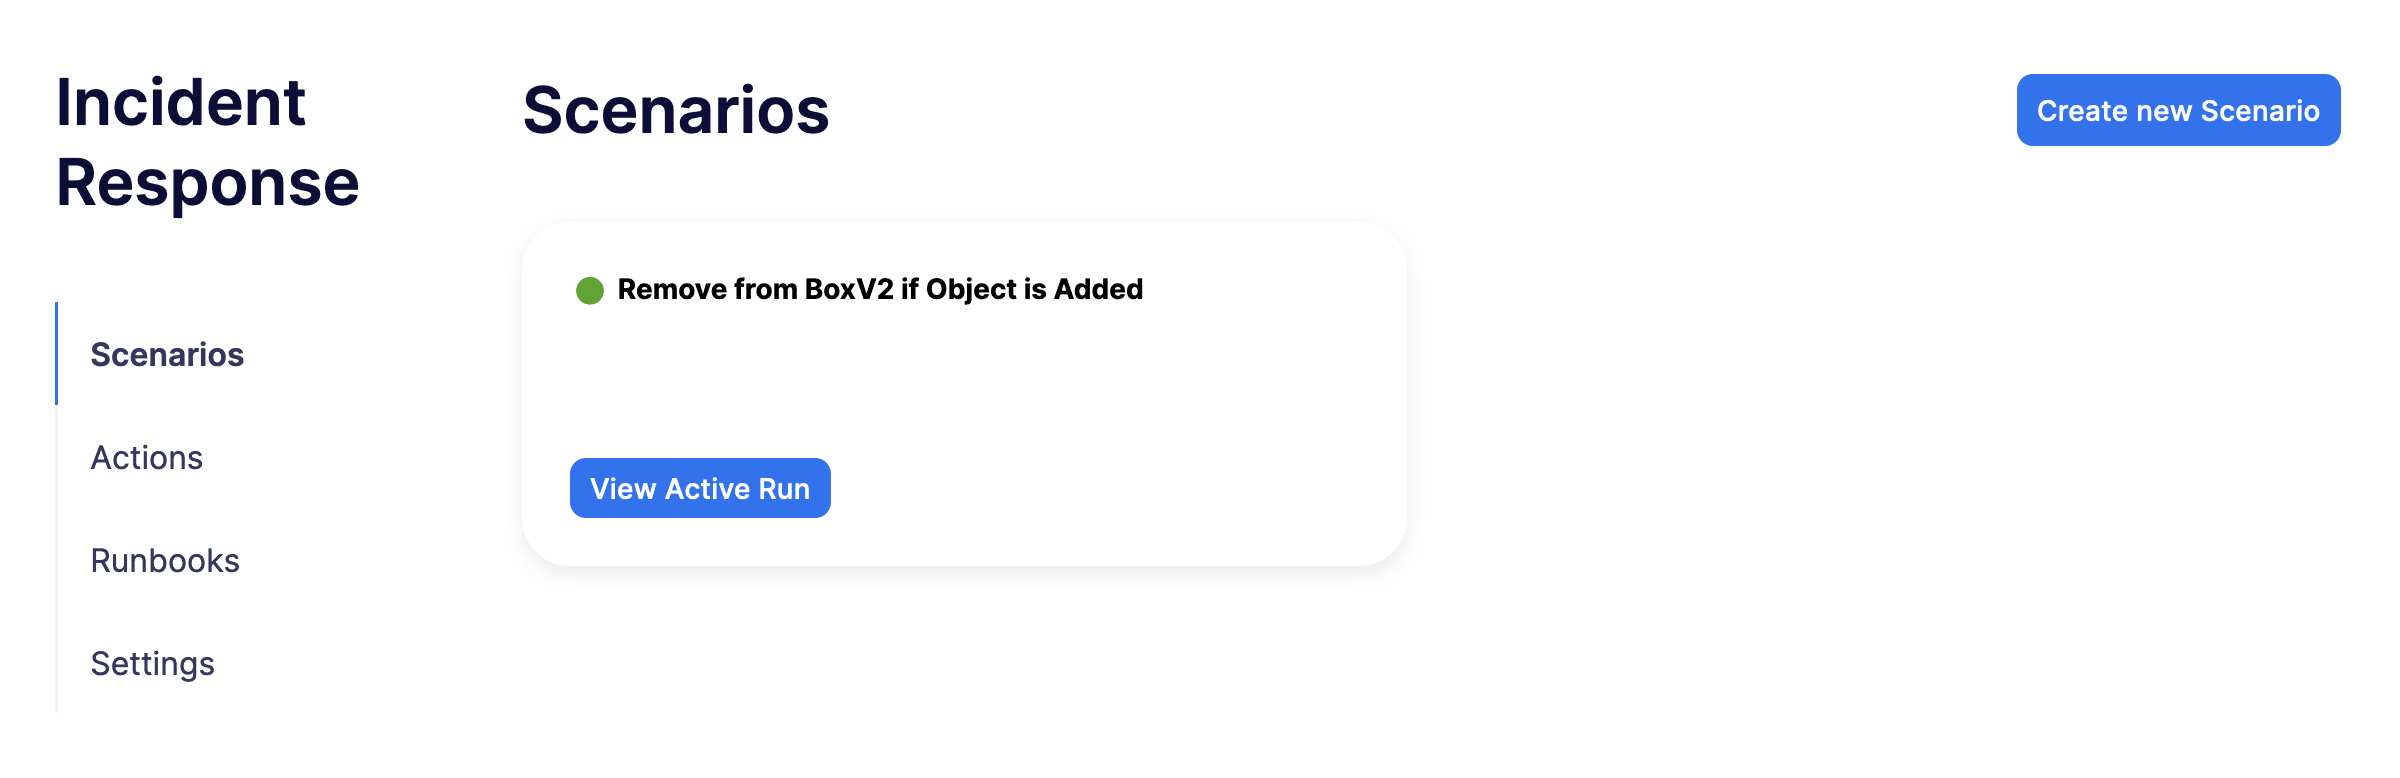 Incident
Response
Scenarios
Actions
Runbooks
Settings
Scenarios
Create new Scenario
Remove from BoxV2 if Object is Added
View Active Run